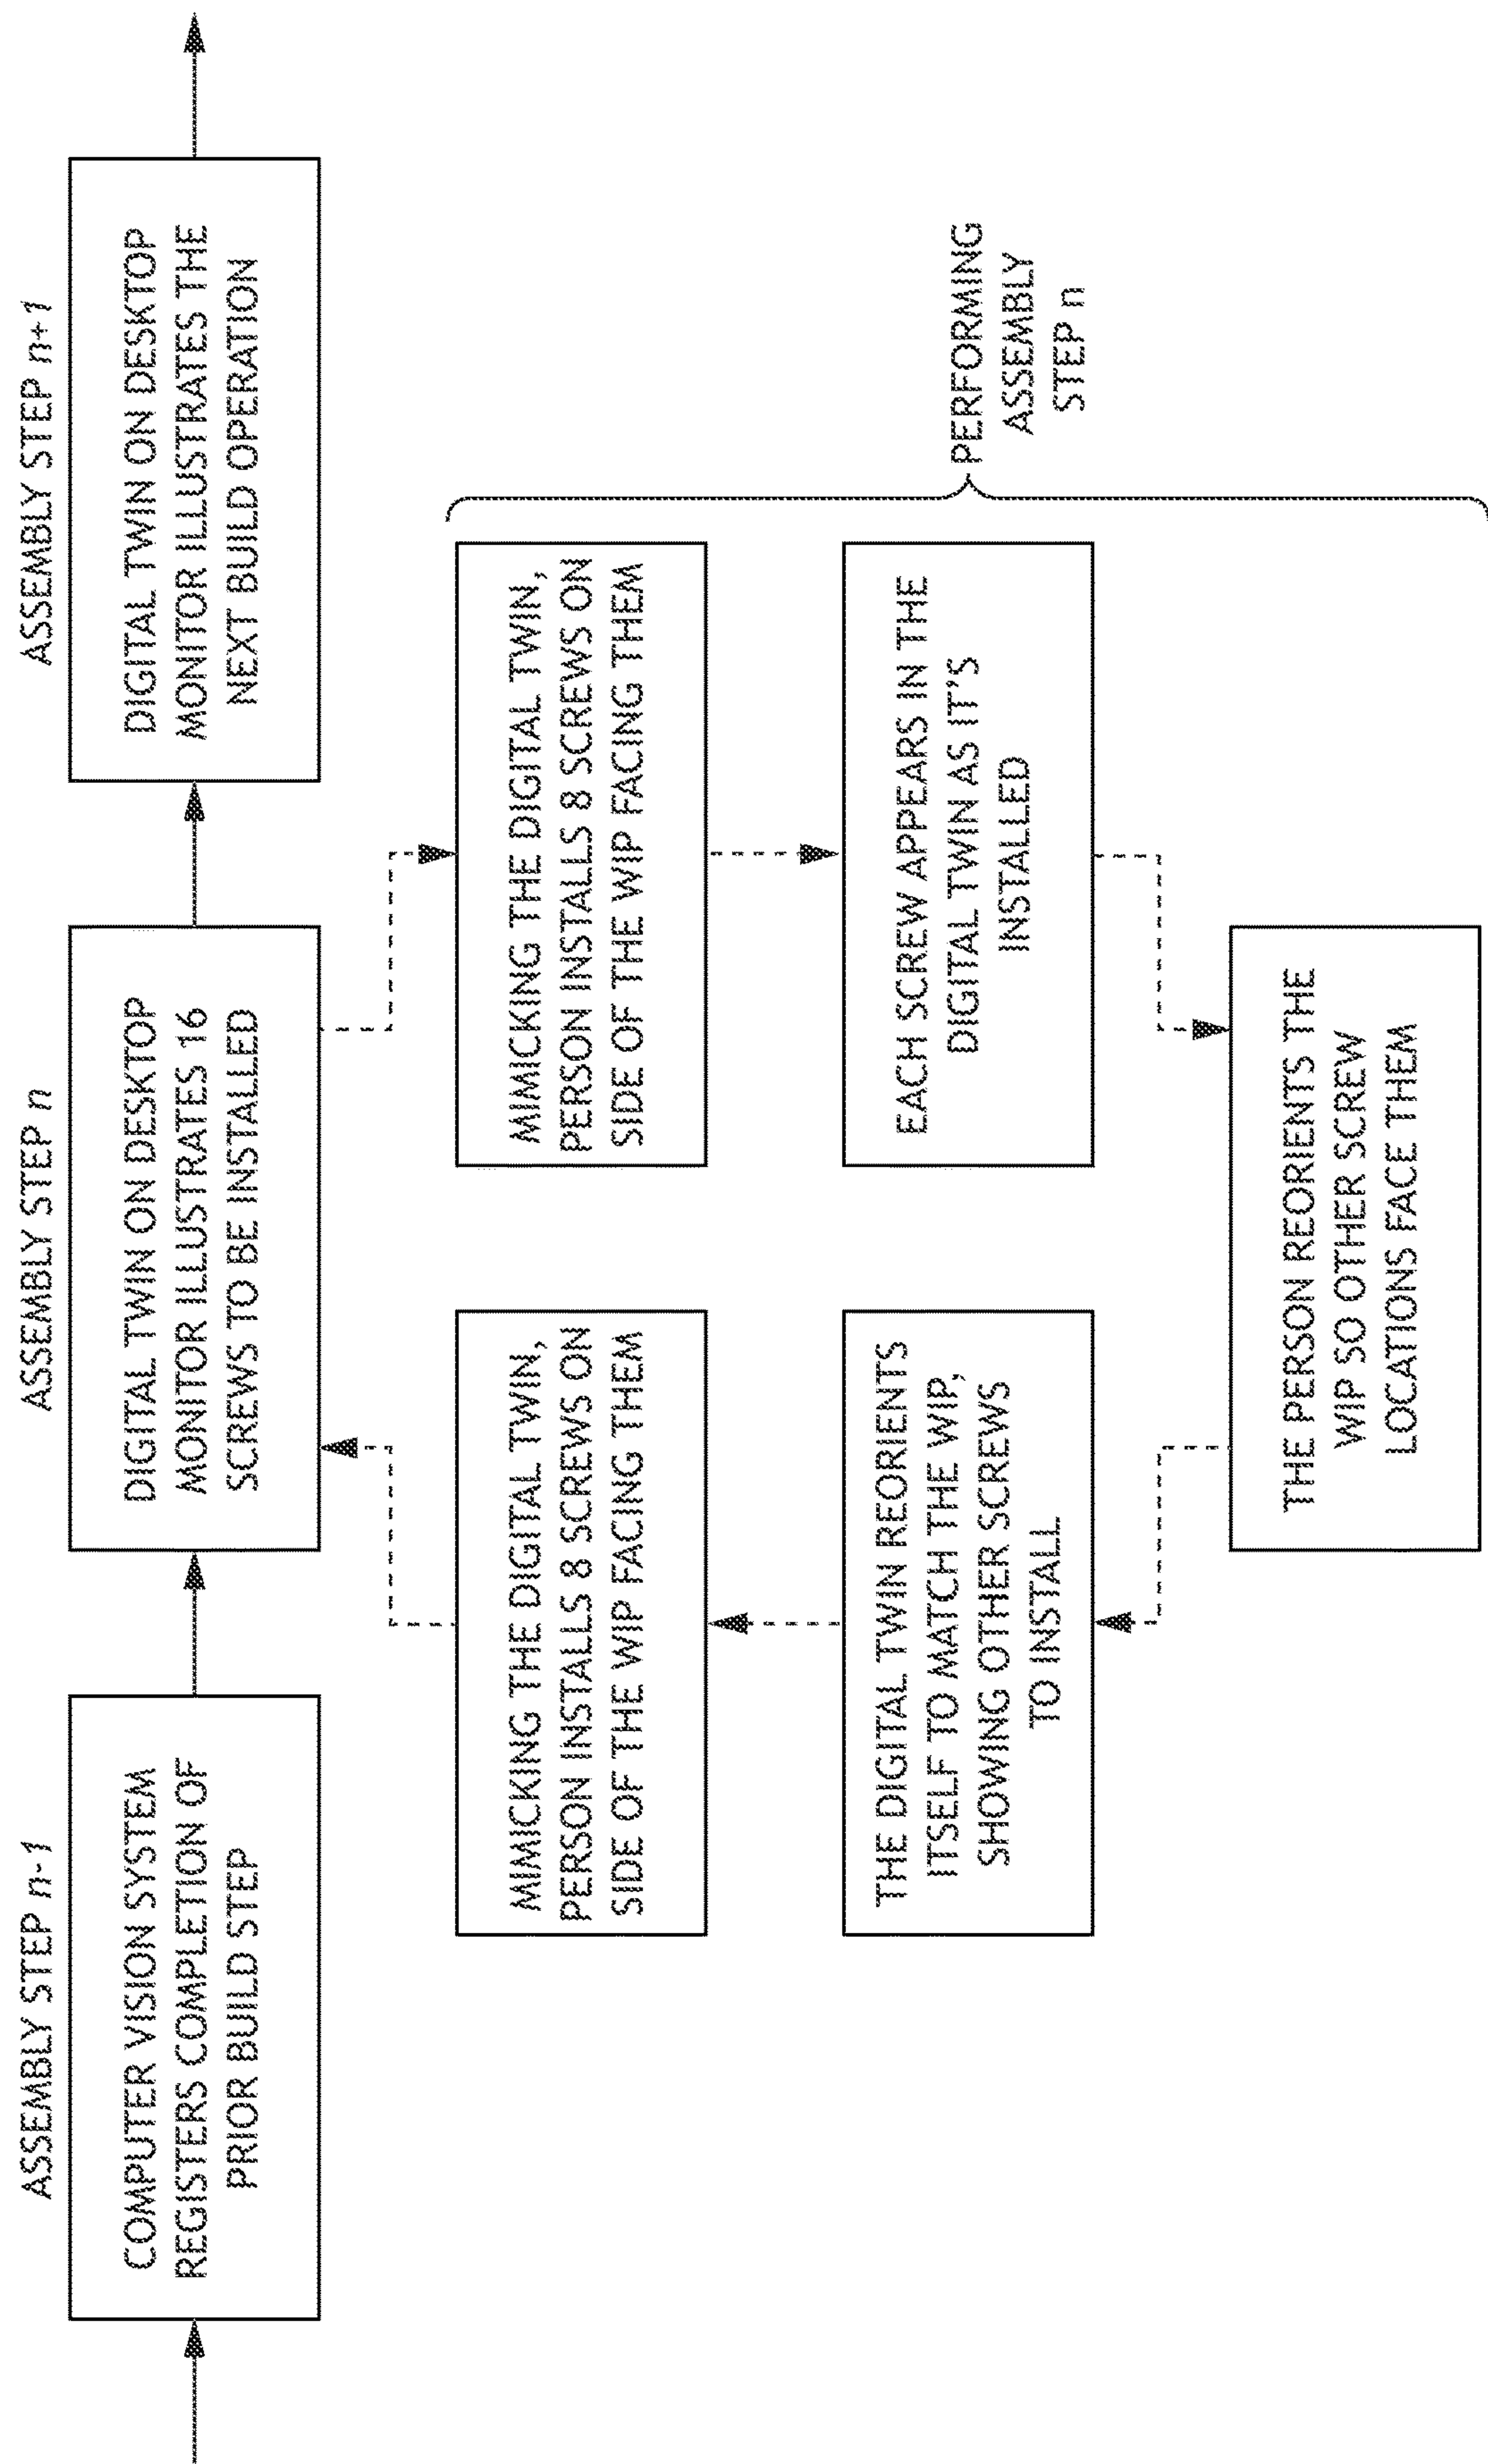 ASSEMBLY STEP n-1
COMPUTER VISION SYSTEM
REGISTERS COMPLETION OF
PRIOR BUILD STEP
ASSEMBLY STEP n
DIGITAL TWIN ON DESKTOP
MONITOR ILLUSTRATES 16
SCREWS TO BE INSTALLED
ASSEMBLY STEP n+1
DIGITAL TWIN ON DESKTOP
MONITOR ILLUSTRATES THE
NEXT BUILD OPERATION
MIMICKING THE DIGITAL TWIN,
PERSON INSTALLS 8 SCREWS ON
SIDE OF THE WIP FACING THEM
MIMICKING THE DIGITAL TWIN,
PERSON INSTALLS 8 SCREWS ON
SIDE OF THE WIP FACING THEM
THE DIGITAL TWIN REORIENTS
ITSELF TO MATCH THE WIP,
SHOWING OTHER SCREWS
TO INSTALL
EACH SCREW APPEARS IN THE
DIGITAL TWIN AS IT'S
INSTALLED
THE PERSON REORIENTS THE
WIP SO OTHER SCREW
LOCATIONS FACE THEM
PERFORMING
ASSEMBLY
STEP n